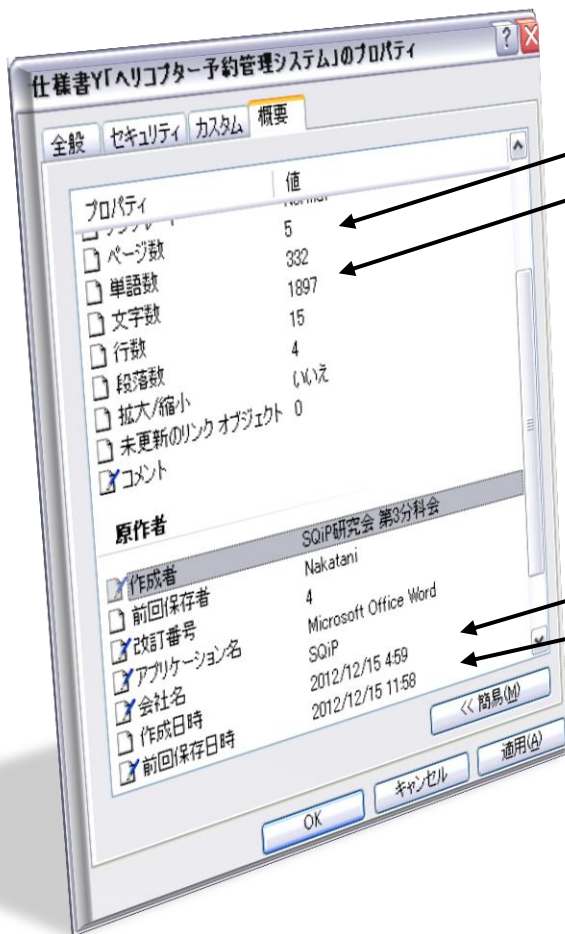 仕様書Y「ヘリコプター予約管理システム」のプロパティ
全般 セキュリティ カスタム 概要
プロパティ 値
ページ数 5
単語数 332
文字数 1897
行数 15
段落数 4
拡大/縮小 いいえ
未更新のリンク オブジェクト 0
コメント
原作者
作成者 SQiP研究会 第3分科会
前回保存者 Nakatani
改訂番号 4
アプリケーション名 Microsoft Office Word
会社名 SQiP
作成日時 2012/12/15 4:59
前回保存日時 2012/12/15 11:58
<< 簡易(M)
OK キャンセル 適用(A)